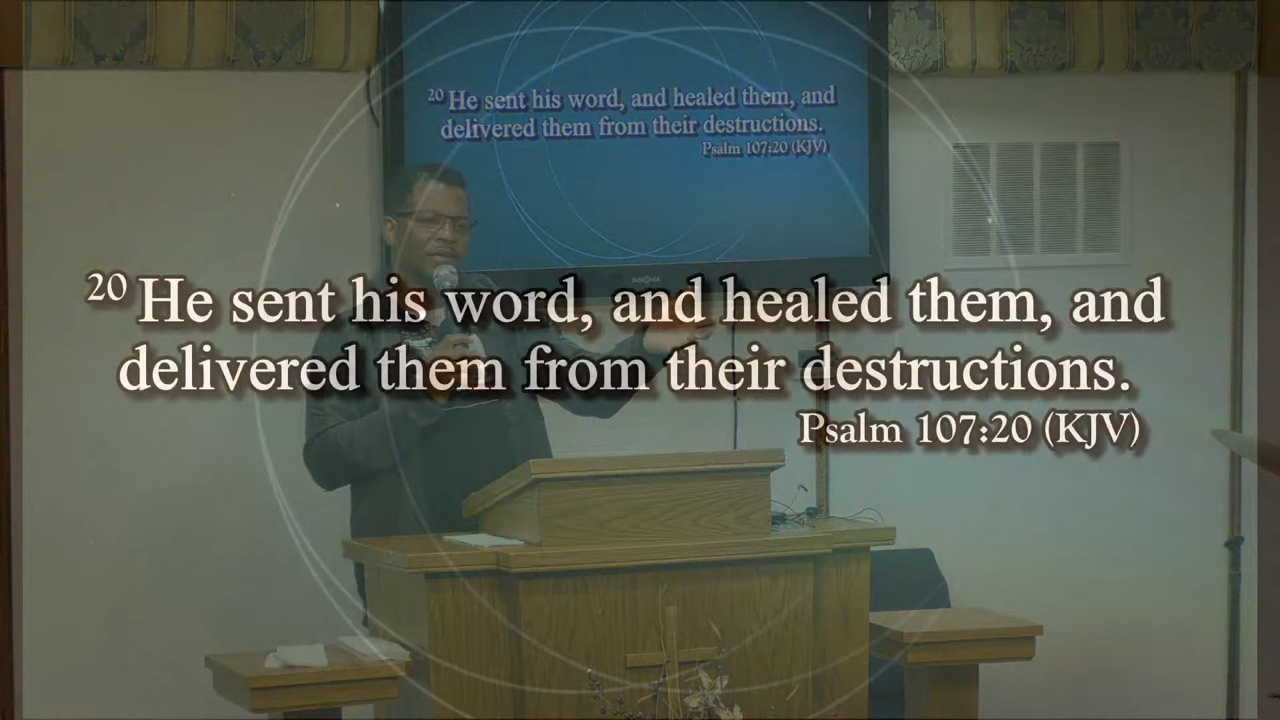 20 He sent his word, and healed them, and
delivered them from their destructions.
Psalm 107:20 (KJV)
INSIGNIA
20 He sent his word, and healed them, and
delivered them from their destructions.
Psalm 107:20 (KJV)